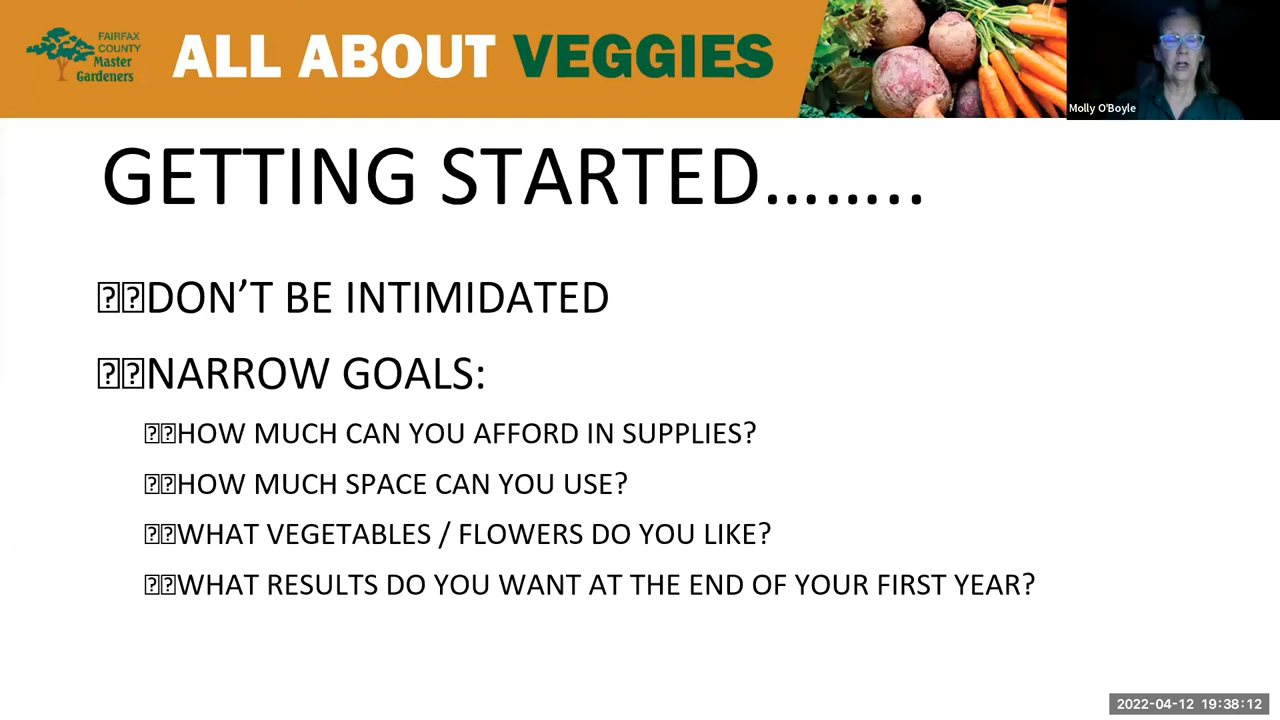 FAIRFAX
COUNTY
Master
Gardeners
ALL ABOUT VEGGIES
Molly O'Boyle
GETTING STARTED........
⍰⍰DON'T BE INTIMIDATED
⍰⍰NARROW GOALS:
⍰⍰HOW MUCH CAN YOU AFFORD IN SUPPLIES?
⍰⍰HOW MUCH SPACE CAN YOU USE?
⍰⍰WHAT VEGETABLES / FLOWERS DO YOU LIKE?
⍰⍰WHAT RESULTS DO YOU WANT AT THE END OF YOUR FIRST YEAR?
2022-04-12 19:38:12